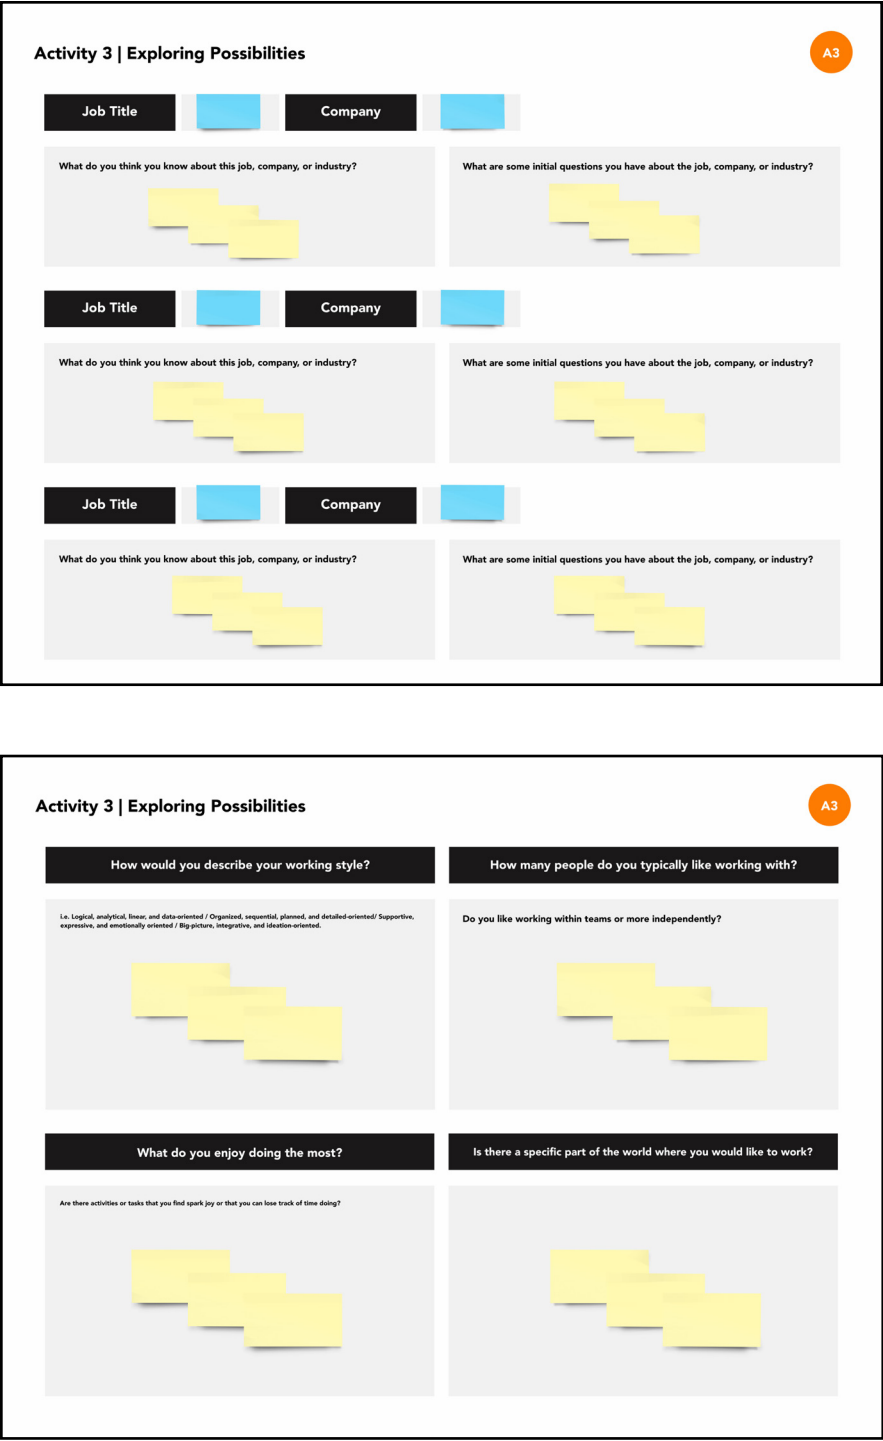 Activity 3 | Exploring Possibilities
A3
Job Title
Company
What do you think you know about this job, company, or industry?
What are some initial questions you have about the job, company, or industry?
Job Title
Company
What do you think you know about this job, company, or industry?
What are some initial questions you have about the job, company, or industry?
Job Title
Company
What do you think you know about this job, company, or industry?
What are some initial questions you have about the job, company, or industry?
Activity 3 | Exploring Possibilities
A3
How would you describe your working style?
How many people do you typically like working with?
i.e. Logical, analytical, linear, and data-oriented / Organized, sequential, planned, and detailed-oriented/ Supportive,
expressive, and emotionally oriented / Big-picture, integrative, and ideation-oriented.
Do you like working within teams or more independently?
What do you enjoy doing the most?
Is there a specific part of the world where you would like to work?
Are there activities or tasks that you find spark joy or that you can lose track of time doing?